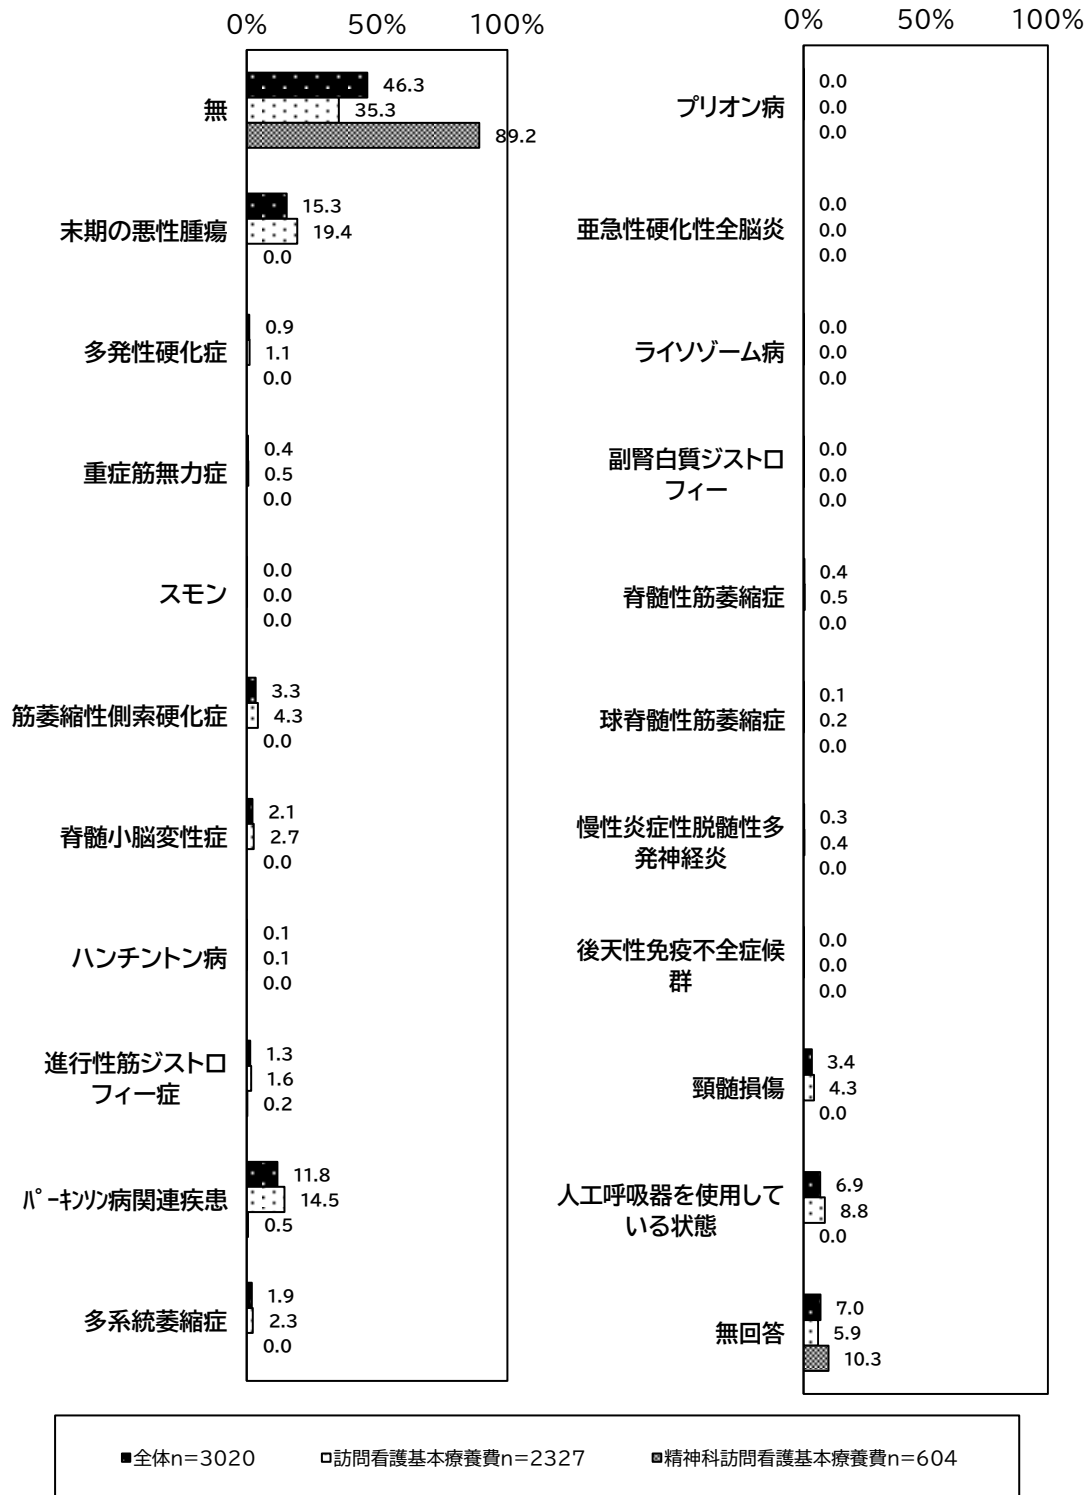 0% 50% 100%
無
46.3
35.3
89.2
末期の悪性腫瘍
15.3
19.4
0.0
多発性硬化症
0.9
1.1
0.0
重症筋無力症
0.4
0.5
0.0
スモン
0.0
0.0
0.0
筋萎縮性側索硬化症
3.3
4.3
0.0
脊髄小脳変性症
2.1
2.7
0.0
ハンチントン病
0.1
0.1
0.0
進行性筋ジストロ
フィー症
1.3
1.6
0.2
パーキンソン病関連疾患
11.8
14.5
0.5
多系統萎縮症
1.9
2.3
0.0
0% 50% 100%
プリオン病
0.0
0.0
0.0
亜急性硬化性全脳炎
0.0
0.0
0.0
ライソゾーム病
0.0
0.0
0.0
副腎白質ジストロ
フィー
0.0
0.0
0.0
脊髄性筋萎縮症
0.4
0.5
0.0
球脊髄性筋萎縮症
0.1
0.2
0.0
慢性炎症性脱髄性多
発神経炎
0.3
0.4
0.0
後天性免疫不全症候
群
0.0
0.0
0.0
頸髄損傷
3.4
4.3
0.0
人工呼吸器を使用して
いる状態
6.9
8.8
0.0
無回答
7.0
5.9
10.3
全体n=3020 訪問看護基本療養費n=2327 精神科訪問看護基本療養費n=604